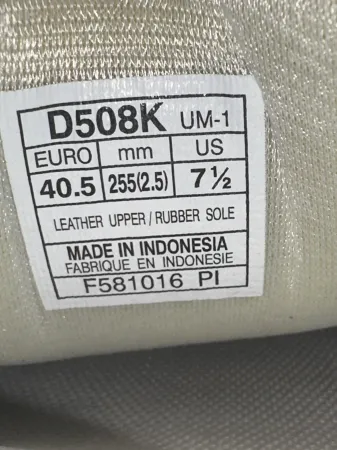 D508K UM-1
EURO mm US
40.5 255(2.5) 7½
LEATHER UPPER / RUBBER SOLE
MADE IN INDONESIA
FABRIQUE EN INDONESIE
F581016 PI